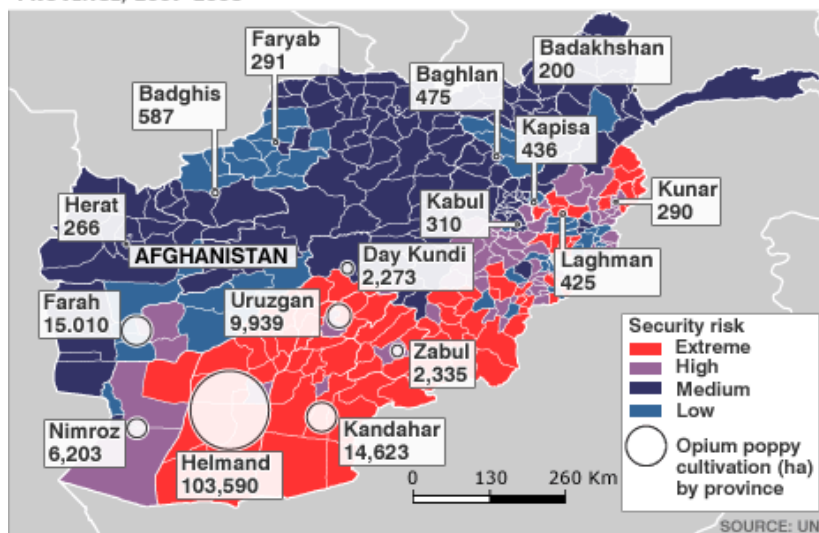 Faryab
291
Badakhshan
200
Baghlan
475
Badghis
587
Kapisa
436
Kunar
290
Kabul
310
Herat
266
AFGHANISTAN
Day Kundi
2,273
Laghman
425
Farah
15.010
Uruzgan
9,939
Zabul
2,335
Nimroz
6,203
Helmand
103,590
Kandahar
14,623
Security risk
Extreme
High
Medium
Low
Opium poppy
cultivation (ha)
by province
0 130 260 Km
SOURCE: UN